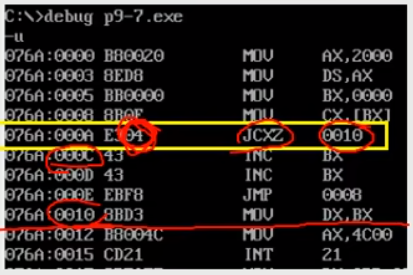 C:\>debug p9-7.exe
-u
076A:0000 B80020 MOV AX,2000
076A:0003 8ED8 MOV DS,AX
076A:0005 BB0000 MOV BX,0000
076A:0008 8B0F MOV CX,[BX]
076A:000A E304 JCXZ 0010
076A:000C 43 INC BX
076A:000D 43 INC BX
076A:000E EBF8 JMP 0008
076A:0010 8BD3 MOV DX,BX
076A:0012 B8004C MOV AX,4C00
076A:0015 CD21 INT 21